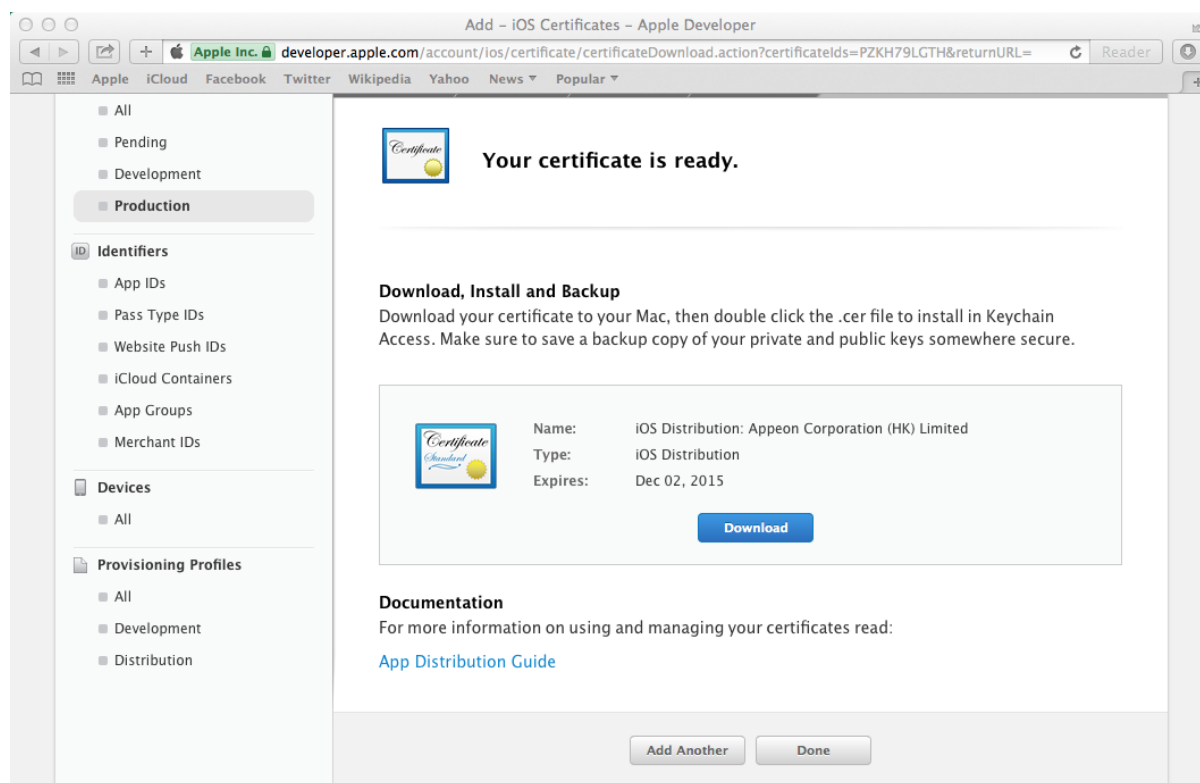 Add – iOS Certificates – Apple Developer
Apple Inc. developer.apple.com/account/ios/certificate/certificateDownload.action?certificateIds=PZKH79LGTH&returnURL= Reader
Apple iCloud Facebook Twitter Wikipedia Yahoo News Popular
All
Pending
Development
Production
ID Identifiers
App IDs
Pass Type IDs
Website Push IDs
iCloud Containers
App Groups
Merchant IDs
Devices
All
Provisioning Profiles
All
Development
Distribution
Certificate
Your certificate is ready.
Download, Install and Backup
Download your certificate to your Mac, then double click the .cer file to install in Keychain
Access. Make sure to save a backup copy of your private and public keys somewhere secure.
Certificate
Standard
Name: iOS Distribution: Appeon Corporation (HK) Limited
Type: iOS Distribution
Expires: Dec 02, 2015
Download
Documentation
For more information on using and managing your certificates read:
App Distribution Guide
Add Another Done